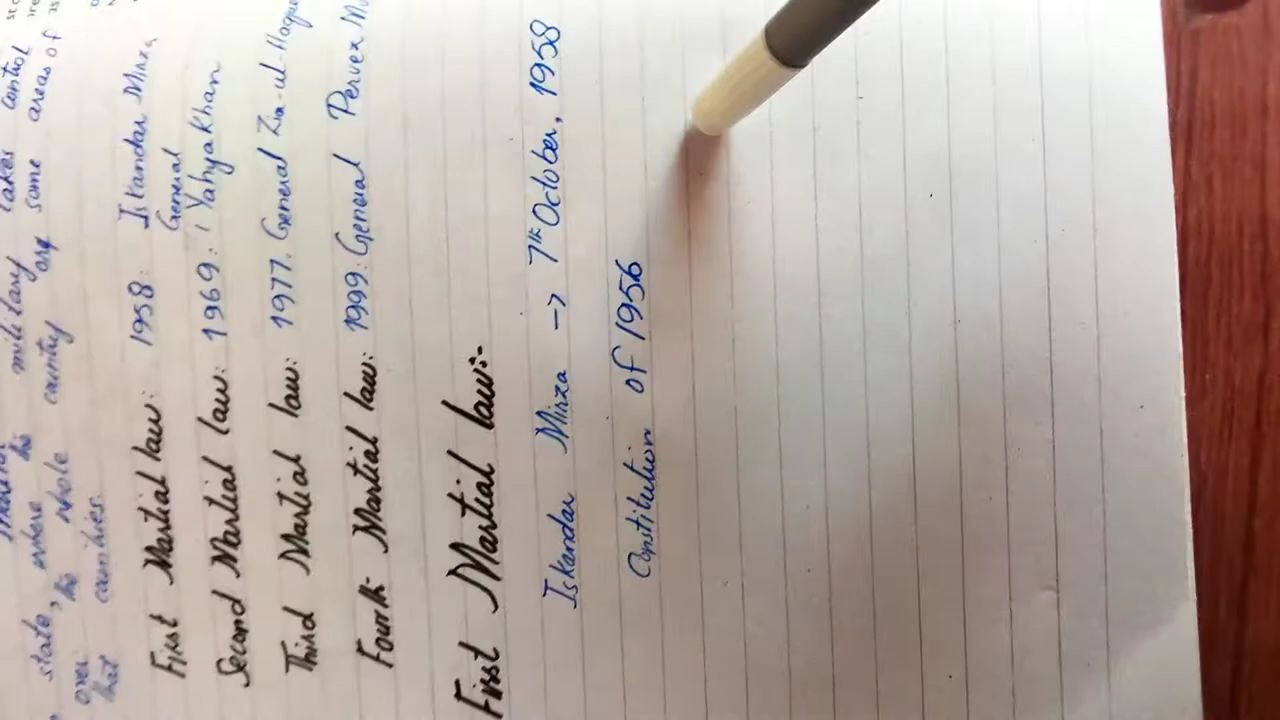 military takes control
state, where the country or some areas of
over the whole
that countries.
First Martial law: 1958: Iskandar Mirza
General
Second Martial law: 1969: Yahya Khan
Third Martial law: 1977: General Zia-ul-Haque
Fourth Martial law: 1999: General Pervez
First Martial law:-
Iskandar Mirza -> 7th October, 1958
Constitution of 1956